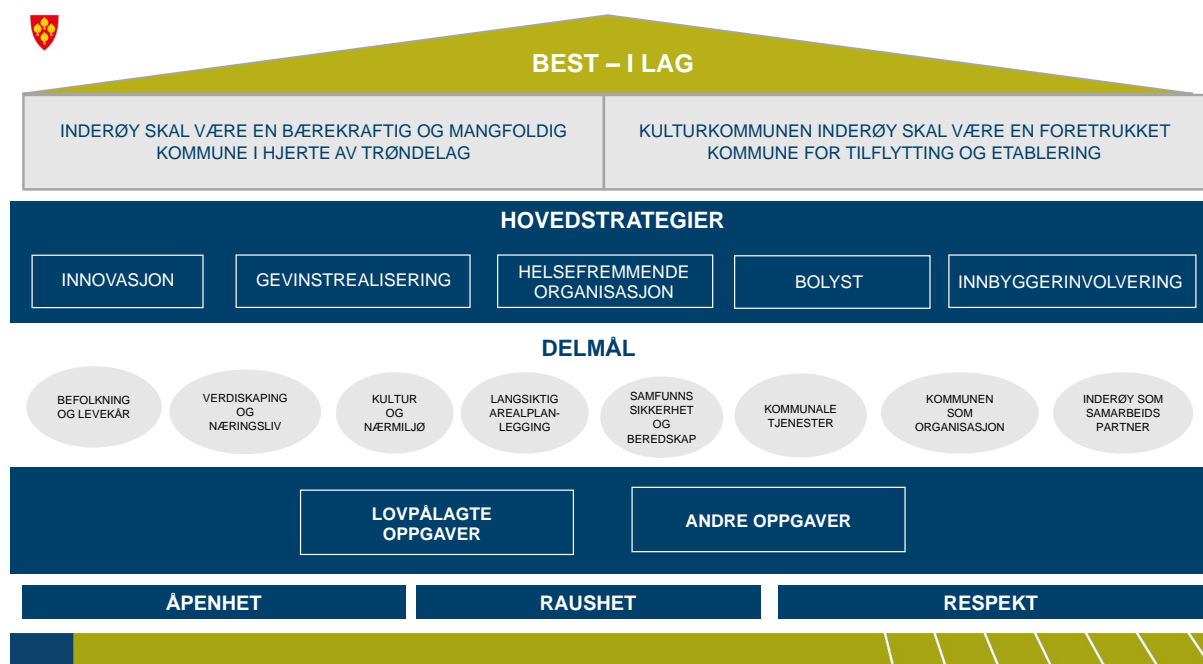 BEST – I LAG
INDERØY SKAL VÆRE EN BÆREKRAFTIG OG MANGFOLDIG
KOMMUNE I HJERTE AV TRØNDELAG
KULTURKOMMUNEN INDERØY SKAL VÆRE EN FORETRUKKET
KOMMUNE FOR TILFLYTTING OG ETABLERING
HOVEDSTRATEGIER
INNOVASJON
GEVINSTREALISERING
HELSEFREMMENDE
ORGANISASJON
BOLYST
INNBYGGERINVOLVERING
DELMÅL
BEFOLKNING
OG LEVEKÅR
VERDISKAPING
OG
NÆRINGSLIV
KULTUR
OG
NÆRMILJØ
LANGSIKTIG
AREALPLAN-
LEGGING
SAMFUNNS
SIKKERHET
OG
BEREDSKAP
KOMMUNALE
TJENESTER
KOMMUNEN
SOM
ORGANISASJON
INDERØY SOM
SAMARBEIDS
PARTNER
LOVPÅLAGTE
OPPGAVER
ANDRE OPPGAVER
ÅPENHET
RAUSHET
RESPEKT